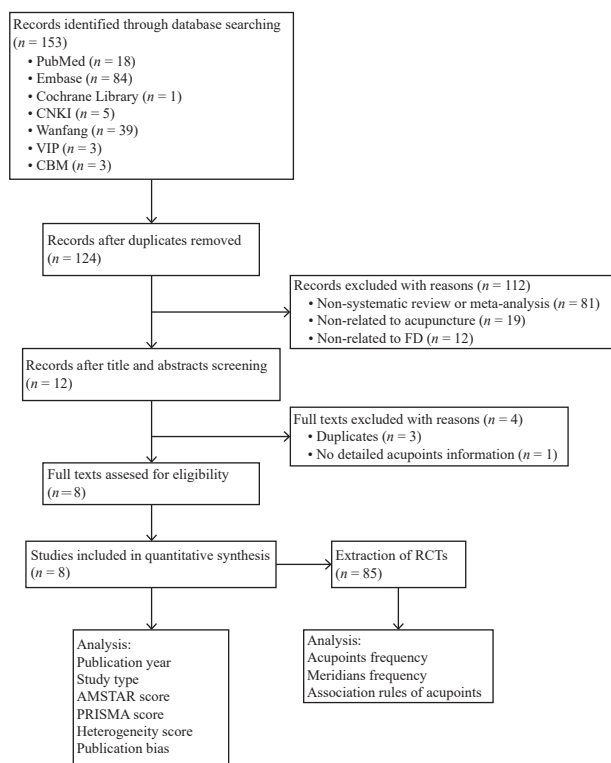 Records identified through database searching
(n = 153)
• PubMed (n = 18)
• Embase (n = 84)
• Cochrane Library (n = 1)
• CNKI (n = 5)
• Wanfang (n = 39)
• VIP (n = 3)
• CBM (n = 3)
Records after duplicates removed
(n = 124)
Records excluded with reasons (n = 112)
• Non-systematic review or meta-analysis (n = 81)
• Non-related to acupuncture (n = 19)
• Non-related to FD (n = 12)
Records after title and abstracts screening
(n = 12)
Full texts excluded with reasons (n = 4)
• Duplicates (n = 3)
• No detailed acupoints information (n = 1)
Full texts assesed for eligibility
(n = 8)
Studies included in quantitative synthesis
(n = 8)
Extraction of RCTs
(n = 85)
Analysis:
Publication year
Study type
AMSTAR score
PRISMA score
Heterogeneity score
Publication bias
Analysis:
Acupoints frequency
Meridians frequency
Association rules of acupoints